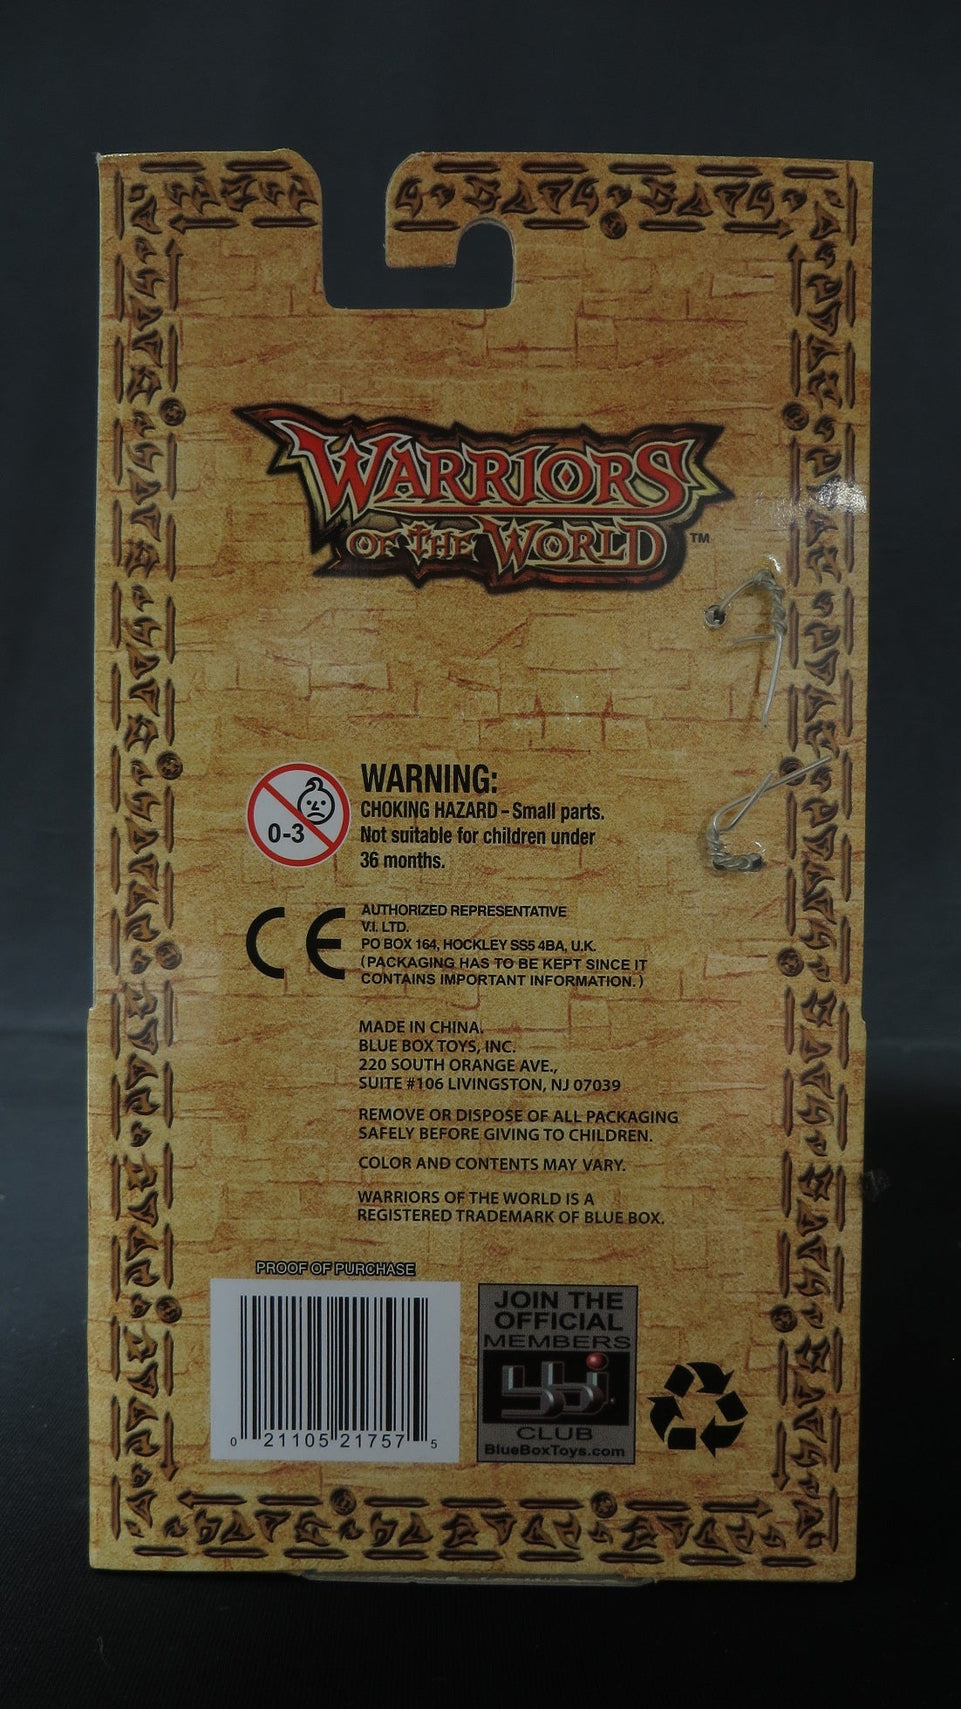 WARRIORS
OF THE WORLD™
WARNING:
CHOKING HAZARD – Small parts.
0-3
Not suitable for children under
36 months.
CE
AUTHORIZED REPRESENTATIVE
V.I. LTD.
PO BOX 164, HOCKLEY SS5 4BA, U.K.
(PACKAGING HAS TO BE KEPT SINCE IT
CONTAINS IMPORTANT INFORMATION.)
MADE IN CHINA.
BLUE BOX TOYS, INC.
220 SOUTH ORANGE AVE.,
SUITE #106 LIVINGSTON, NJ 07039
REMOVE OR DISPOSE OF ALL PACKAGING
SAFELY BEFORE GIVING TO CHILDREN.
COLOR AND CONTENTS MAY VARY.
WARRIORS OF THE WORLD IS A
REGISTERED TRADEMARK OF BLUE BOX.
PROOF OF PURCHASE
0 21105 21757 5
JOIN THE
OFFICIAL
MEMBERS
bbi
CLUB
BlueBoxToys.com